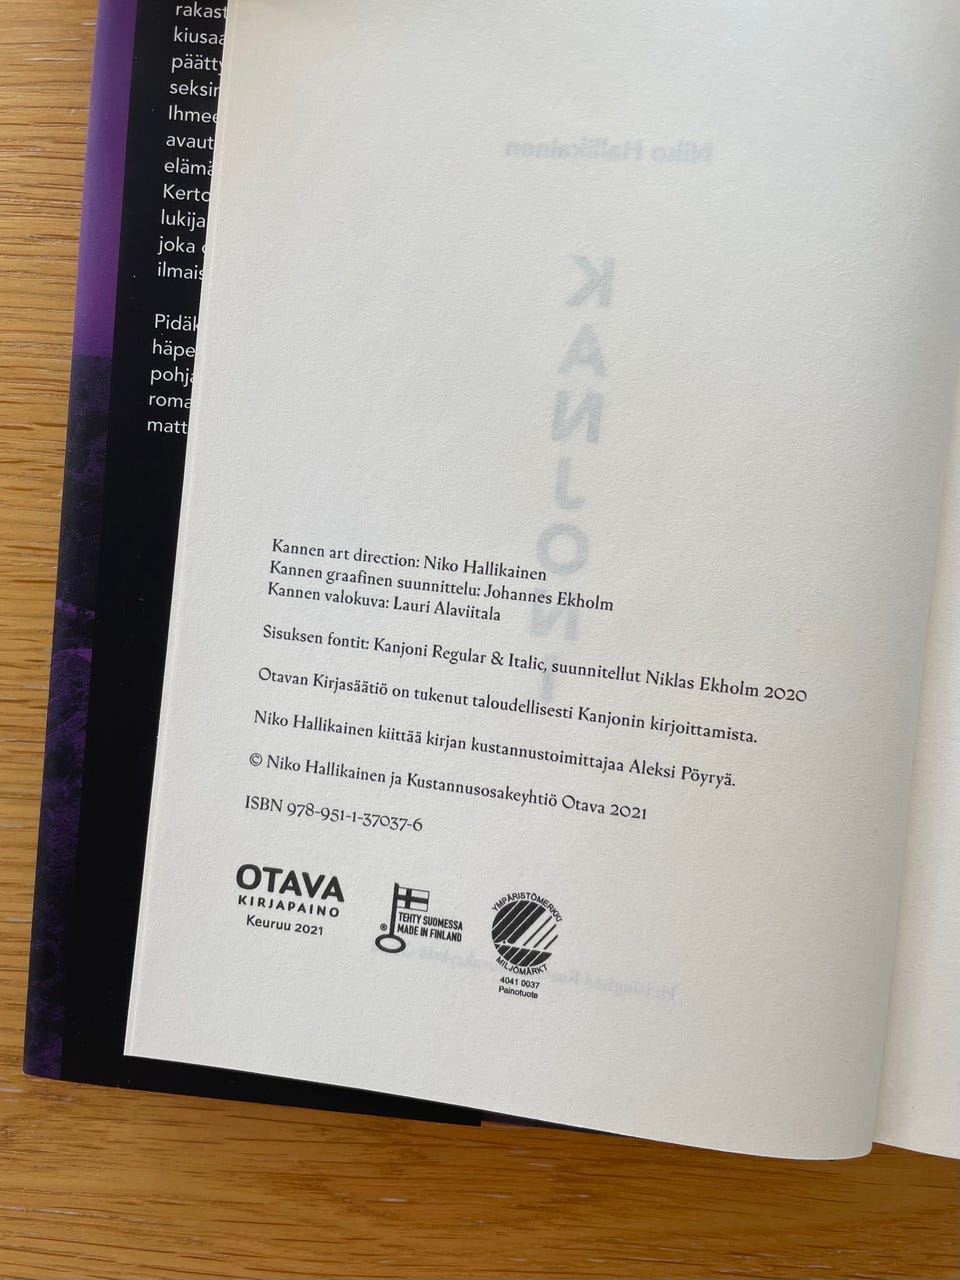 rakast
kiusaa
päätty
seksin
Ihmee
avaut
elämä
Kerto
lukija
joka
ilmais
Pidäk
häpe
pohja
roma
matt
Niko Hallikainen
KANJONI
Kannen art direction: Niko Hallikainen
Kannen graafinen suunnittelu: Johannes Ekholm
Kannen valokuva: Lauri Alaviitala
Sisuksen fontit: Kanjoni Regular & Italic, suunnitellut Niklas Ekholm 2020
Otavan Kirjasäätiö on tukenut taloudellisesti Kanjonin kirjoittamista.
Niko Hallikainen kiittää kirjan kustannustoimittajaa Aleksi Pöyryä.
© Niko Hallikainen ja Kustannusosakeyhtiö Otava 2021
ISBN 978-951-1-37037-6
OTAVA
KIRJAPAINO
Keuruu 2021
® TEHTY SUOMESSA
MADE IN FINLAND
YMPÄRISTÖMERKKI
MILJÖMÄRKT
4041 0037
Painotuote